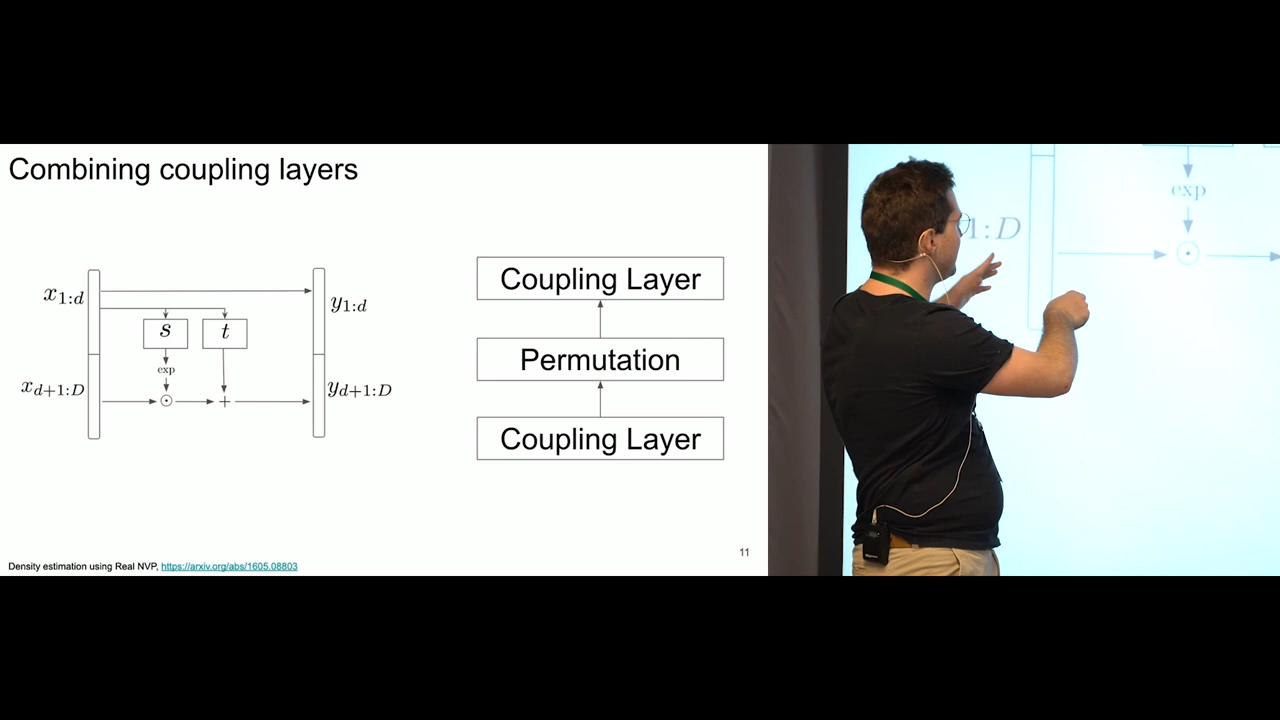 Combining coupling layers
x1:d
s
t
exp
xd+1:D
⊙
+
y1:d
yd+1:D
Coupling Layer
Permutation
Coupling Layer
11
Density estimation using Real NVP, https://arxiv.org/abs/1605.08803
exp
1:D
⊙